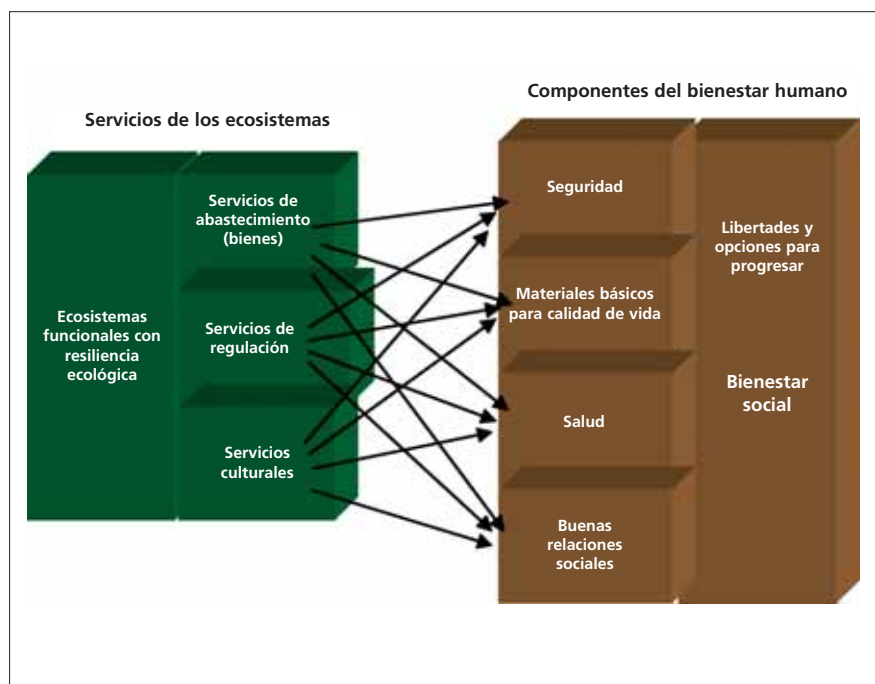 Servicios de los ecosistemas
Ecosistemas
funcionales con
resiliencia
ecológica
Servicios de
abastecimiento
(bienes)
Servicios de
regulación
Servicios
culturales
Componentes del bienestar humano
Seguridad
Materiales básicos
para calidad de vida
Salud
Buenas
relaciones
sociales
Libertades y
opciones para
progresar
Bienestar
social